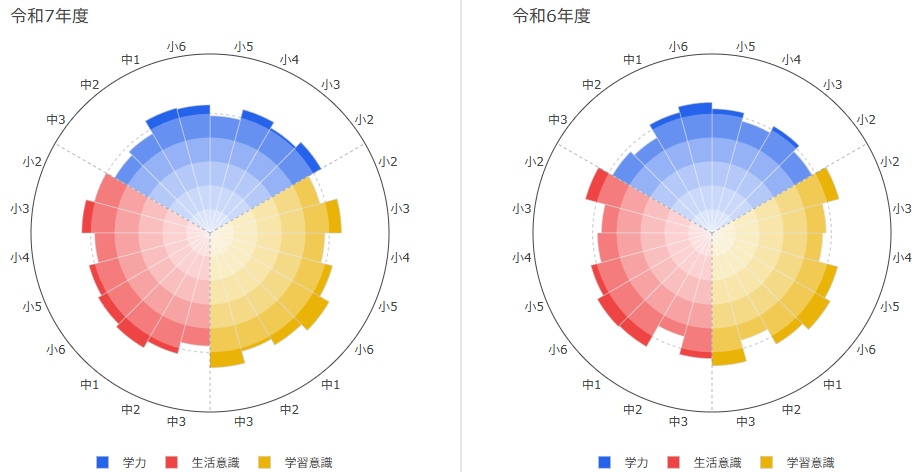 令和7年度
小6
小5
中1
小4
中2
小3
中3
小2
小2
小2
小3
小3
小4
小4
小5
小5
小6
小6
中1
中1
中2
中2
中3
中3
学力
生活意識
学習意識
令和6年度
小6
小5
中1
小4
中2
小3
中3
小2
小2
小2
小3
小3
小4
小4
小5
小5
小6
小6
中1
中1
中2
中2
中3
中3
学力
生活意識
学習意識